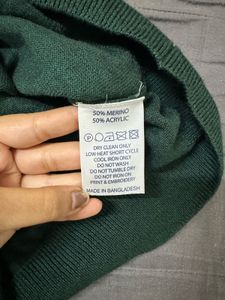 50% MERINO
50% ACRYLIC
P
DRY CLEAN ONLY
LOW HEAT SHORT CYCLE
COOL IRON ONLY
DO NOT WASH
DO NOT TUMBLE DRY
DO NOT IRON ON
PRINT & EMBROIDERY
MADE IN BANGLADESH